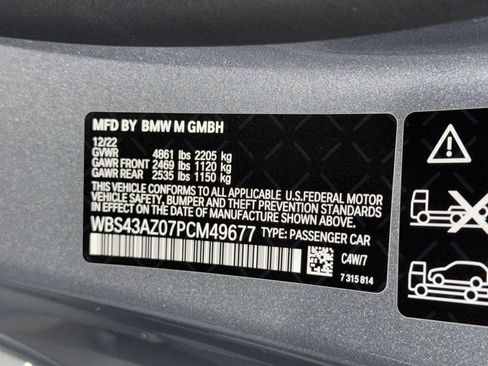 MFD BY BMW M GMBH
12/22
GVWR 4861 lbs 2205 kg
GAWR FRONT 2469 lbs 1120 kg
GAWR REAR 2535 lbs 1150 kg
THIS VEHICLE CONFORMS TO ALL APPLICABLE U.S.FEDERAL MOTOR
VEHICLE SAFETY, BUMPER, AND THEFT PREVENTION STANDARDS
IN EFFECT ON THE DATE OF MANUFACTURE SHOWN ABOVE.
WBS43AZ07PCM49677 TYPE: PASSENGER CAR
C4W/7
7 315 814